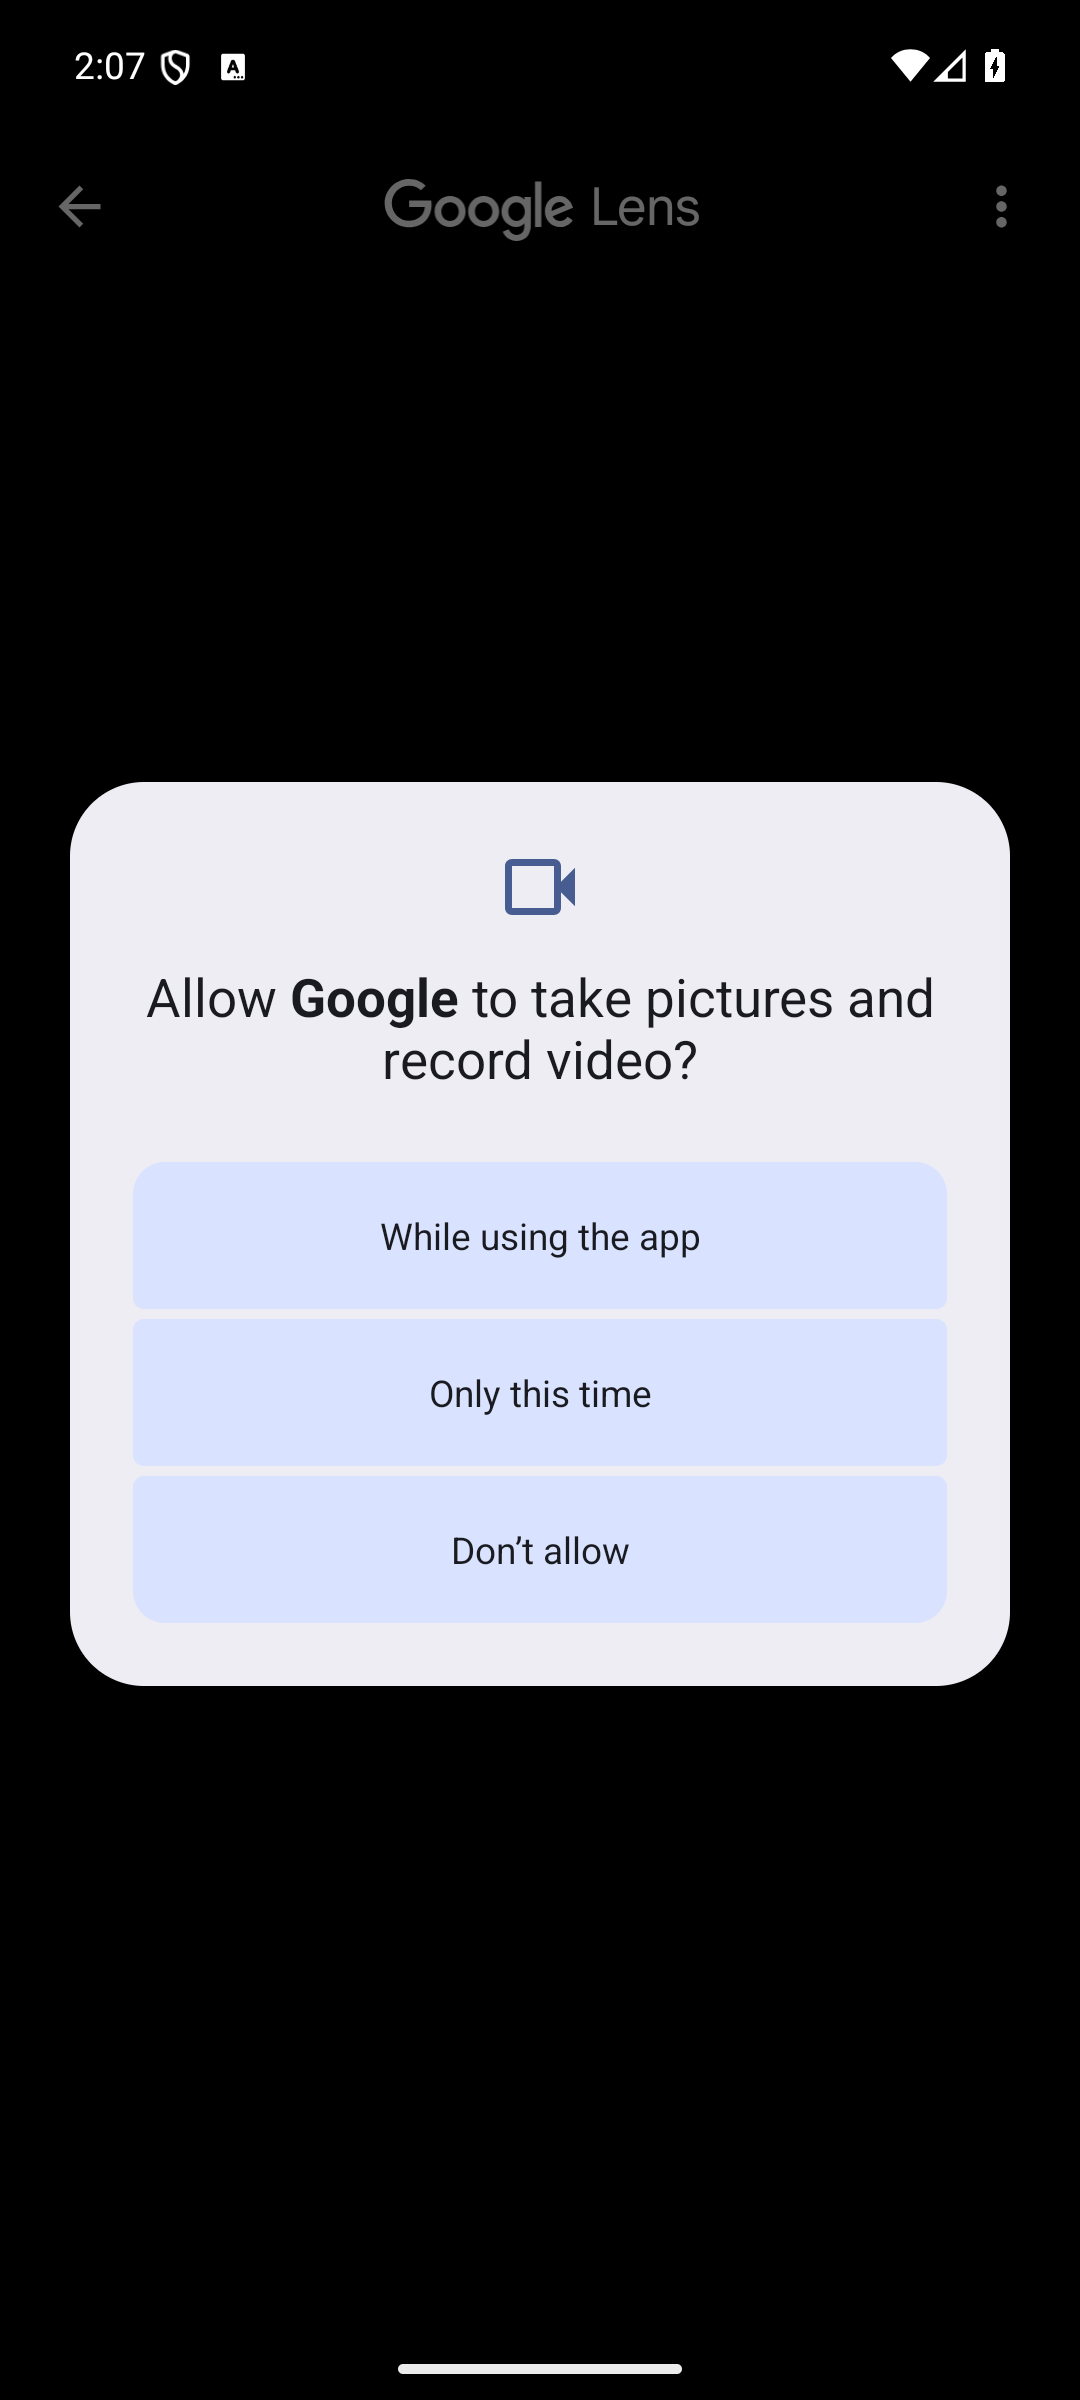 2:07
Google Lens
Allow Google to take pictures and
record video?
While using the app
Only this time
Don’t allow